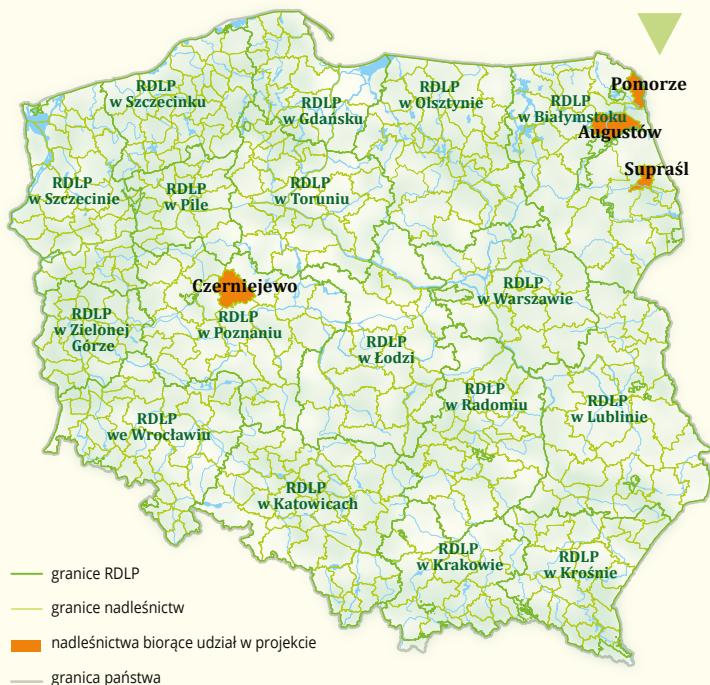 Pomorze
RDLP
w Szczecinku
RDLP
w Gdańsku
RDLP
w Olsztynie
RDLP
w Białymstoku
Augustów
Supraśl
RDLP
w Szczecinie
RDLP
w Pile
RDLP
w Toruniu
Czerniejewo
RDLP
w Poznaniu
RDLP
w Warszawie
RDLP
w Zielonej
Górze
RDLP
w Łodzi
RDLP
w Radomiu
RDLP
w Lublinie
RDLP
we Wrocławiu
RDLP
w Katowicach
RDLP
w Krakowie
RDLP
w Krośnie
granice RDLP
granice nadleśnictw
nadleśnictwa biorące udział w projekcie
granica państwa